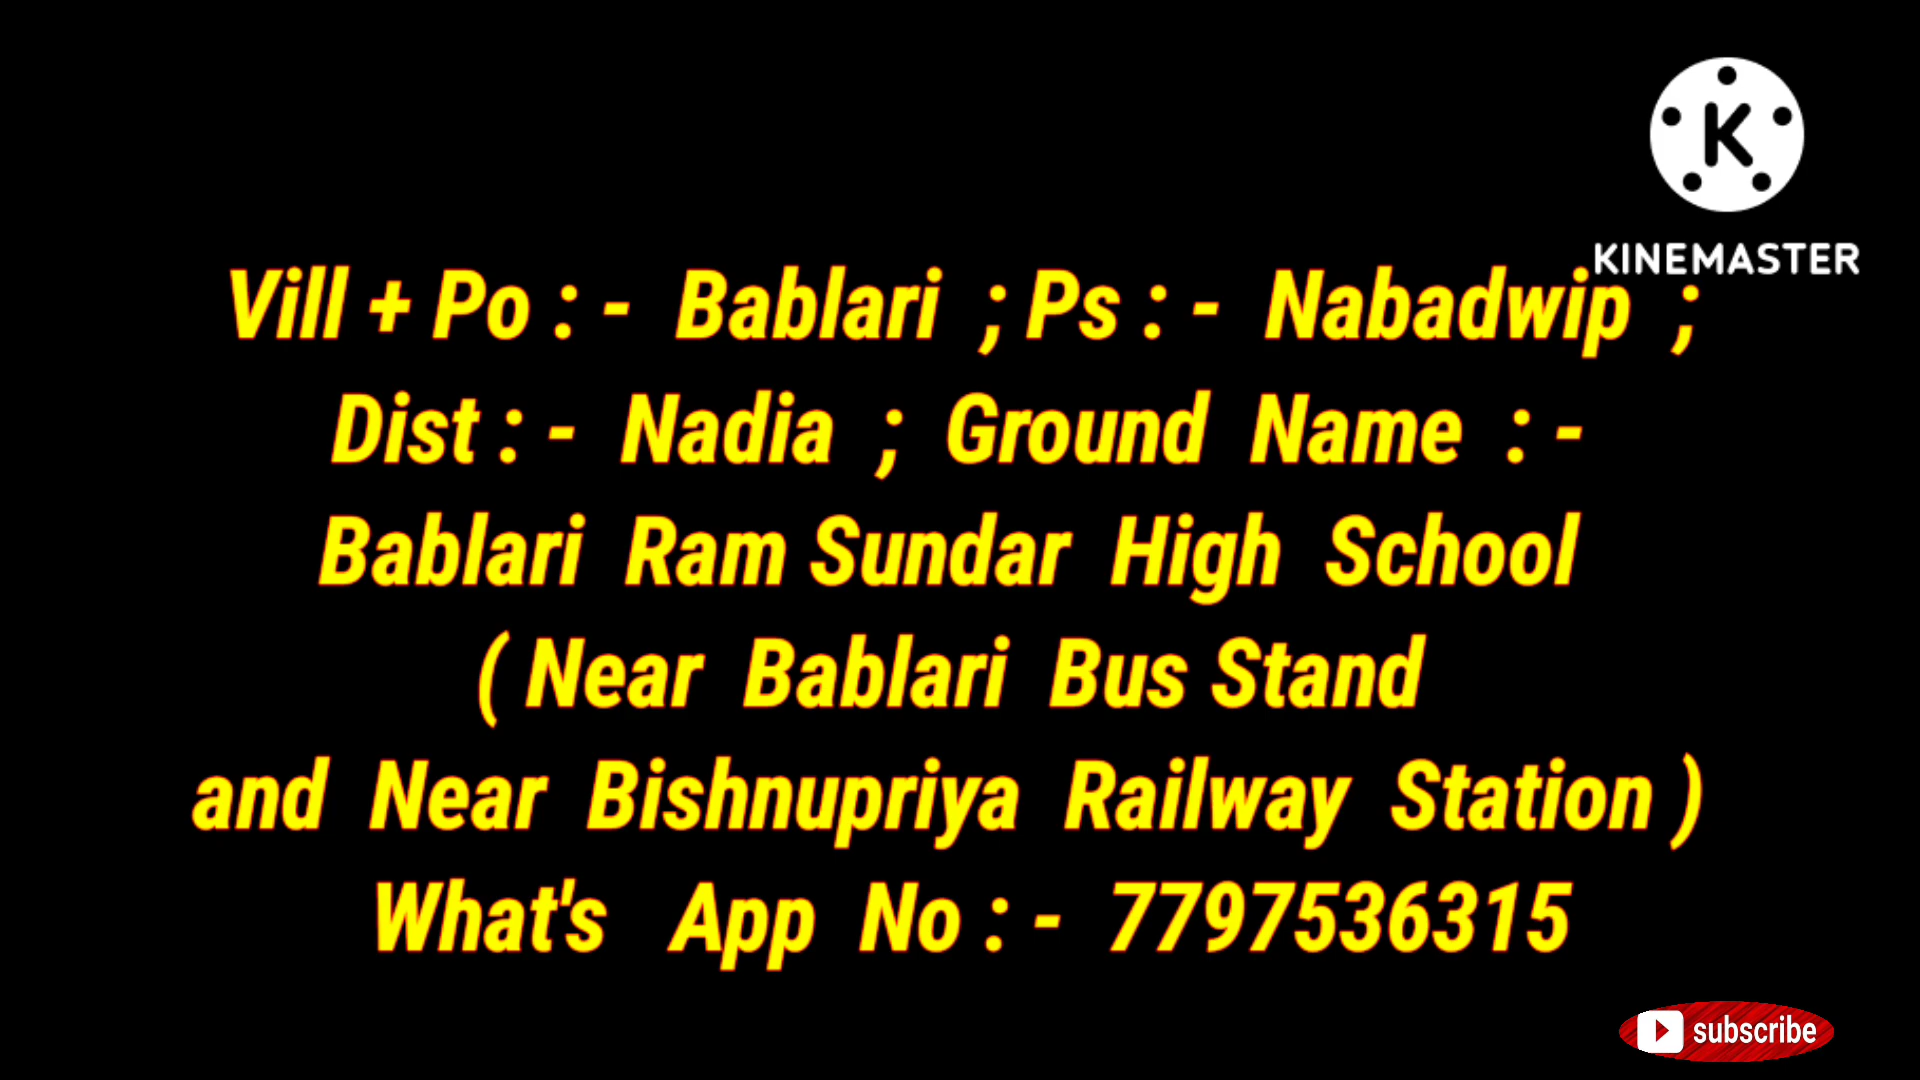 KINEMASTER
Vill + Po : - Bablari ; Ps : - Nabadwip ;
Dist : - Nadia ; Ground Name : -
Bablari Ram Sundar High School
( Near Bablari Bus Stand
and Near Bishnupriya Railway Station )
What's App No : - 7797536315
subscribe